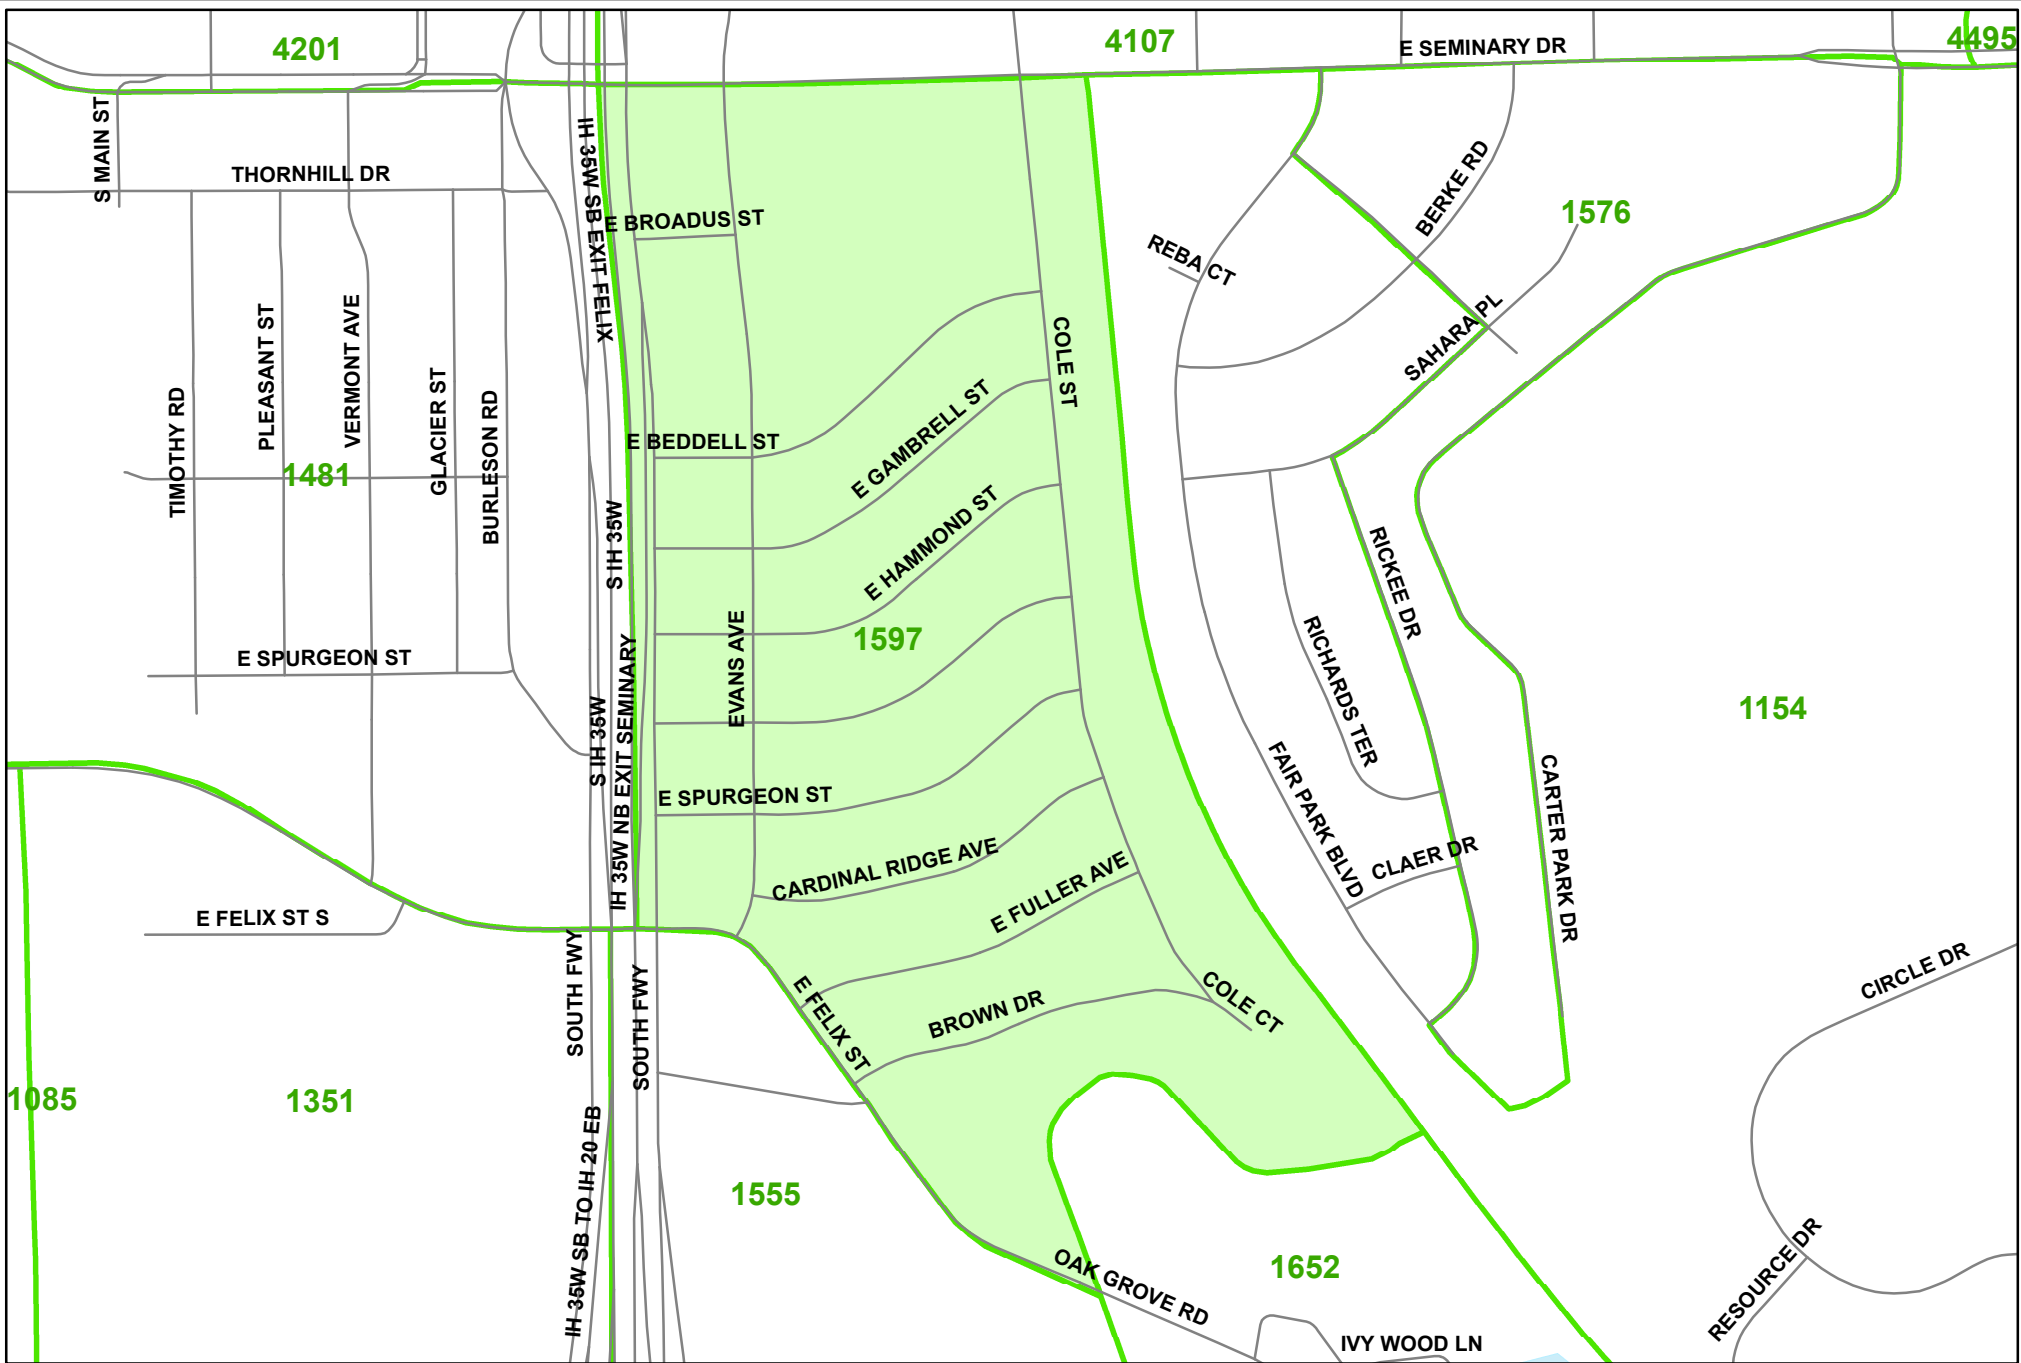 4201
4107
E SEMINARY DR
4495
S MAIN ST
THORNHILL DR
IH 35W SB EXIT FELIX
E BROADUS ST
BERKE RD
1576
REBA CT
PLEASANT ST
VERMONT AVE
COLE ST
SAHARA PL
TIMOTHY RD
GLACIER ST
BURLESON RD
E BEDDELL ST
E GAMBRELL ST
1481
S IH 35W
E HAMMOND ST
RICKEE DR
E SPURGEON ST
EVANS AVE
1597
RICHARDS TER
S IH 35W
IH 35W NB EXIT SEMINARY
1154
E SPURGEON ST
FAIR PARK BLVD
CARTER PARK DR
CARDINAL RIDGE AVE
CLAER DR
E FULLER AVE
E FELIX ST S
SOUTH FWY
SOUTH FWY
E FELIX ST
BROWN DR
COLE CT
CIRCLE DR
1085
1351
IH 35W SB TO IH 20 EB
1555
OAK GROVE RD
1652
RESOURCE DR
IVY WOOD LN